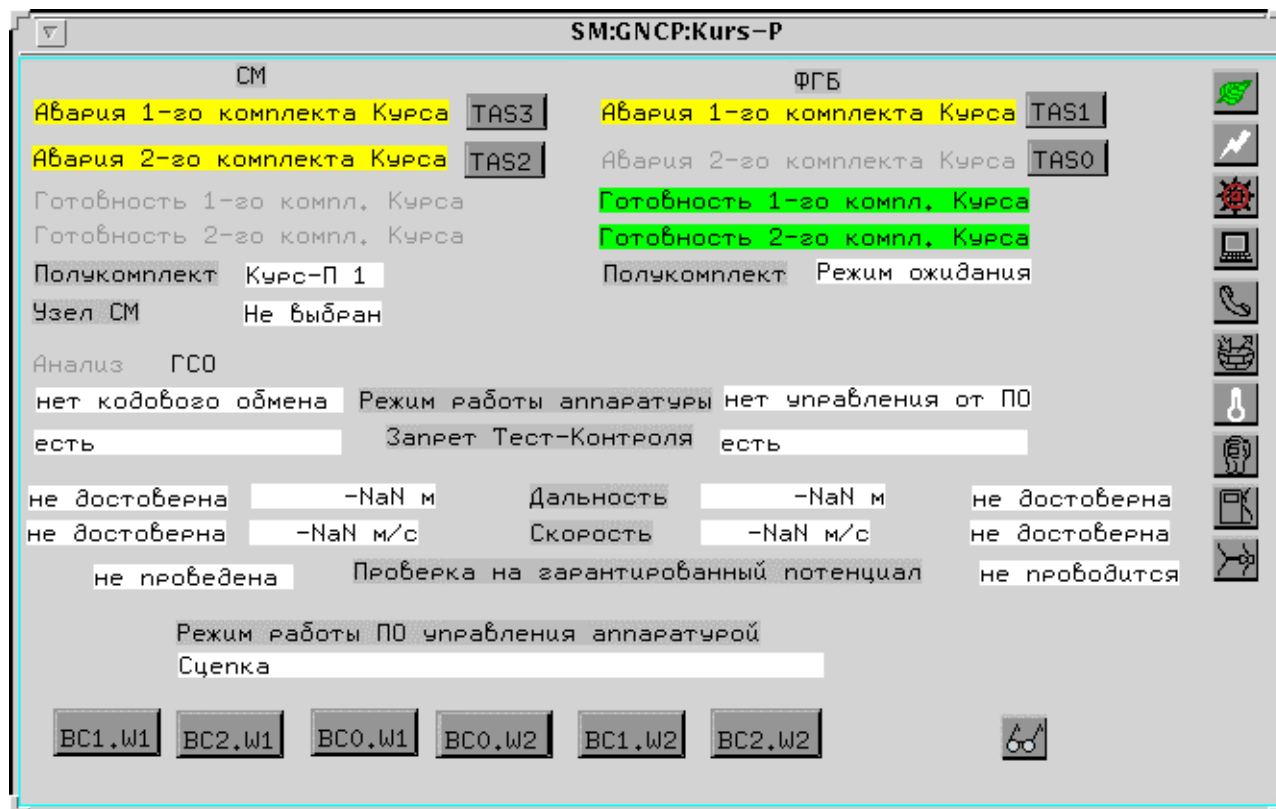 SM:GNCP:Kurs-P
СМ ФГБ
Авария 1-го комплекта Курса TAS3 Авария 1-го комплекта Курса TAS1
Авария 2-го комплекта Курса TAS2 Авария 2-го комплекта Курса TAS0
Готовность 1-го компл. Курса Готовность 1-го компл. Курса
Готовность 2-го компл. Курса Готовность 2-го компл. Курса
Полукомплект Курс-П 1 Полукомплект Режим ожидания
Узел СМ Не выбран
Анализ ГСО
нет кодового обмена Режим работы аппаратуры нет управления от ПО
есть Запрет Тест-Контроля есть
не достоверна -NaN м Дальность -NaN м не достоверна
не достоверна -NaN м/с Скорость -NaN м/с не достоверна
не проведена Проверка на гарантированный потенциал не проводится
Режим работы ПО управления аппаратурой
Сцепка
BC1.W1 BC2.W1 BC0.W1 BC0.W2 BC1.W2 BC2.W2